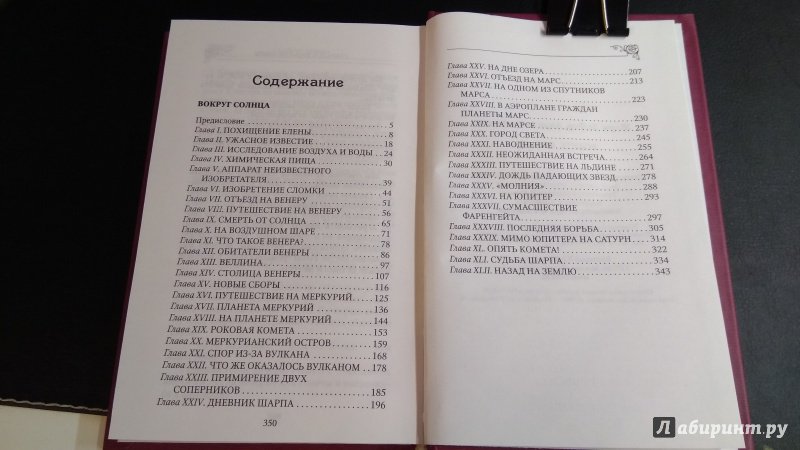 Содержание
ВОКРУГ СОЛНЦА
Предисловие . . . . . . . . . . . . . . . . . . . . . . . . 5
Глава I. ПОХИЩЕНИЕ ЕЛЕНЫ . . . . . . . . . . . . . 8
Глава II. УЖАСНОЕ ИЗВЕСТИЕ . . . . . . . . . . . . 18
Глава III. ИССЛЕДОВАНИЕ ВОЗДУХА И ВОДЫ . . 24
Глава IV. ХИМИЧЕСКАЯ ПИЩА . . . . . . . . . . . . 30
Глава V. АППАРАТ НЕИЗВЕСТНОГО
ИЗОБРЕТАТЕЛЯ . . . . . . . . . . . . . . . . . . . . 39
Глава VI. ИЗОБРЕТЕНИЕ СЛОМКИ . . . . . . . . . . 44
Глава VII. ОТЪЕЗД НА ВЕНЕРУ . . . . . . . . . . . . 51
Глава VIII. ПУТЕШЕСТВИЕ НА ВЕНЕРУ . . . . . . . 56
Глава IX. СМЕРТЬ ОТ СОЛНЦА . . . . . . . . . . . . 65
Глава X. НА ВОЗДУШНОМ ШАРЕ . . . . . . . . . . . 71
Глава XI. ЧТО ТАКОЕ ВЕНЕРА? . . . . . . . . . . . . 78
Глава XII. ОБИТАТЕЛИ ВЕНЕРЫ . . . . . . . . . . . 86
Глава XIII. ВЕЛЛИНА . . . . . . . . . . . . . . . . . . 97
Глава XIV. СТОЛИЦА ВЕНЕРЫ . . . . . . . . . . . . 107
Глава XV. НОВЫЕ СБОРЫ . . . . . . . . . . . . . . . 116
Глава XVI. ПУТЕШЕСТВИЕ НА МЕРКУРИЙ . . . . . 125
Глава XVII. ПЛАНЕТА МЕРКУРИЙ . . . . . . . . . . 136
Глава XVIII. НА ПЛАНЕТЕ МЕРКУРИЙ . . . . . . . . 144
Глава XIX. РОКОВАЯ КОМЕТА . . . . . . . . . . . . . 153
Глава XX. МЕРКУРИАНСКИЙ ОСТРОВ . . . . . . . . 159
Глава XXI. СПОР ИЗ-ЗА ВУЛКАНА . . . . . . . . . . 168
Глава XXII. ЧТО ЖЕ ОКАЗАЛОСЬ ВУЛКАНОМ . . 178
Глава XXIII. ПРИМИРЕНИЕ ДВУХ
СОПЕРНИКОВ . . . . . . . . . . . . . . . . . . . . . . 185
Глава XXIV. ДНЕВНИК ШАРПА . . . . . . . . . . . . 196
350
Глава XXV. НА ДНЕ ОЗЕРА . . . . . . . . . . . . . . 207
Глава XXVI. ОТЪЕЗД НА МАРС . . . . . . . . . . . . 213
Глава XXVII. НА ОДНОМ ИЗ СПУТНИКОВ
МАРСА . . . . . . . . . . . . . . . . . . . . . . . . . . 223
Глава XXVIII. В АЭРОПЛАНЕ ГРАЖДАН
ПЛАНЕТЫ МАРС . . . . . . . . . . . . . . . . . . . . 230
Глава XXIX. НА МАРСЕ . . . . . . . . . . . . . . . . . 237
Глава XXX. ГОРОД СВЕТА . . . . . . . . . . . . . . . 246
Глава XXXI. НАВОДНЕНИЕ . . . . . . . . . . . . . . . 255
Глава XXXII. НЕОЖИДАННАЯ ВСТРЕЧА . . . . . . . 264
Глава XXXIII. ПУТЕШЕСТВИЕ НА ЛЬДИНЕ . . . . . 271
Глава XXXIV. ДОЖДЬ ПАДАЮЩИХ ЗВЕЗД . . . . . 278
Глава XXXV. «МОЛНИЯ» . . . . . . . . . . . . . . . . 288
Глава XXXVI. НА ЮПИТЕР . . . . . . . . . . . . . . . 293
Глава XXXVII. СУМАСШЕСТВИЕ
ФАРЕНГЕЙТА . . . . . . . . . . . . . . . . . . . . . . 297
Глава XXXVIII. ПОСЛЕДНЯЯ БОРЬБА . . . . . . . . 305
Глава XXXIX. МИМО ЮПИТЕРА НА САТУРН . . . . 314
Глава XL. ОПЯТЬ КОМЕТА! . . . . . . . . . . . . . . . 322
Глава XLI. СУДЬБА ШАРПА . . . . . . . . . . . . . . 334
Глава XLII. НАЗАД НА ЗЕМЛЮ . . . . . . . . . . . . 343
Лабиринт.ру